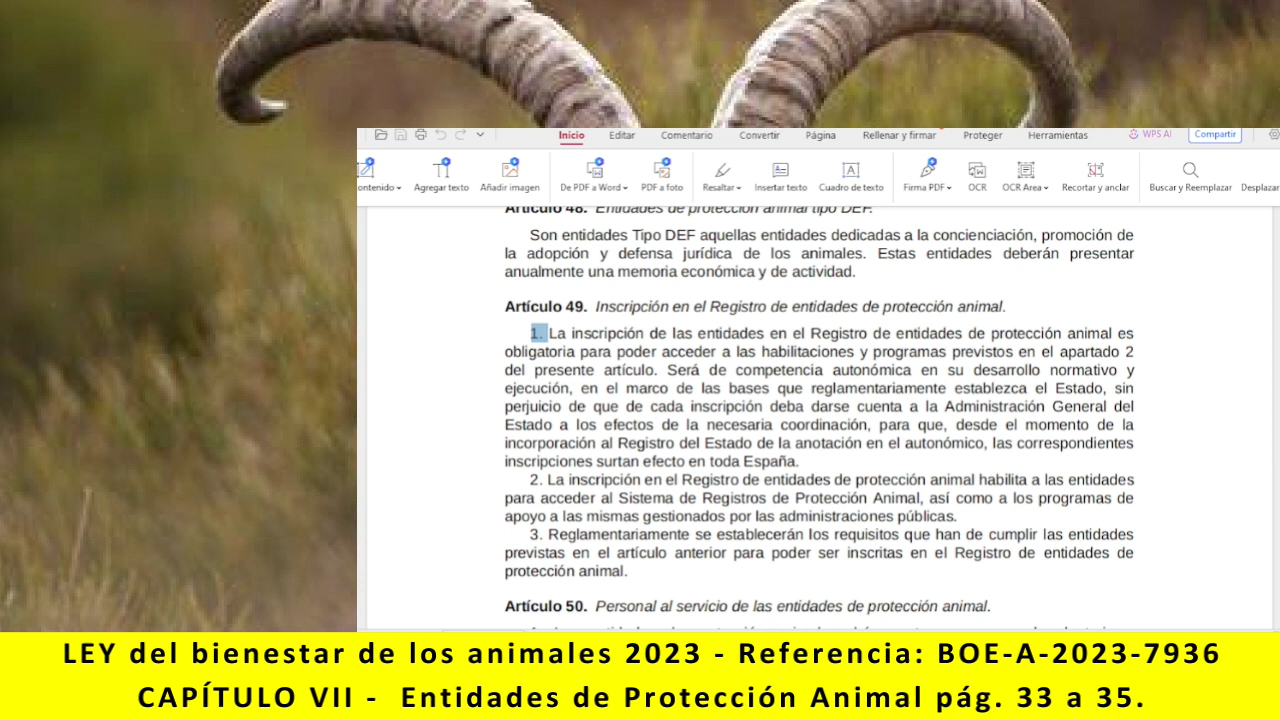 Inicio Editar Comentario Convertir Página Rellenar y firmar Proteger Herramientas WPS AI Compartir
ontenido Agregar texto Añadir imagen De PDF a Word PDF a foto Resaltar Insertar texto Cuadro de texto Firma PDF OCR OCR Area Recortar y anclar Buscar y Reemplazar Desplazar
Artículo 48. Entidades de protección animal tipo DEF.
Son entidades Tipo DEF aquellas entidades dedicadas a la concienciación, promoción de
la adopción y defensa jurídica de los animales. Estas entidades deberán presentar
anualmente una memoria económica y de actividad.
Artículo 49. Inscripción en el Registro de entidades de protección animal.
1. La inscripción de las entidades en el Registro de entidades de protección animal es
obligatoria para poder acceder a las habilitaciones y programas previstos en el apartado 2
del presente artículo. Será de competencia autonómica en su desarrollo normativo y
ejecución, en el marco de las bases que reglamentariamente establezca el Estado, sin
perjuicio de que de cada inscripción deba darse cuenta a la Administración General del
Estado a los efectos de la necesaria coordinación, para que, desde el momento de la
incorporación al Registro del Estado de la anotación en el autonómico, las correspondientes
inscripciones surtan efecto en toda España.
2. La inscripción en el Registro de entidades de protección animal habilita a las entidades
para acceder al Sistema de Registros de Protección Animal, así como a los programas de
apoyo a las mismas gestionados por las administraciones públicas.
3. Reglamentariamente se establecerán los requisitos que han de cumplir las entidades
previstas en el artículo anterior para poder ser inscritas en el Registro de entidades de
protección animal.
Artículo 50. Personal al servicio de las entidades de protección animal.
LEY del bienestar de los animales 2023 - Referencia: BOE-A-2023-7936
CAPÍTULO VII - Entidades de Protección Animal pág. 33 a 35.